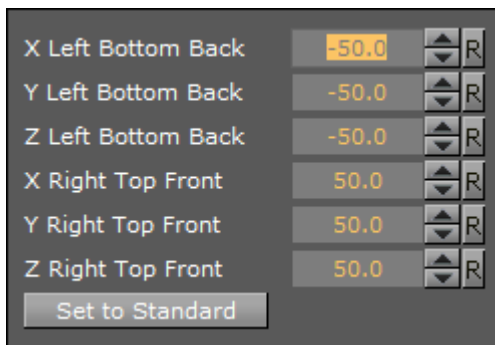 X Left Bottom Back -50.0 R
Y Left Bottom Back -50.0 R
Z Left Bottom Back -50.0 R
X Right Top Front 50.0 R
Y Right Top Front 50.0 R
Z Right Top Front 50.0 R
Set to Standard